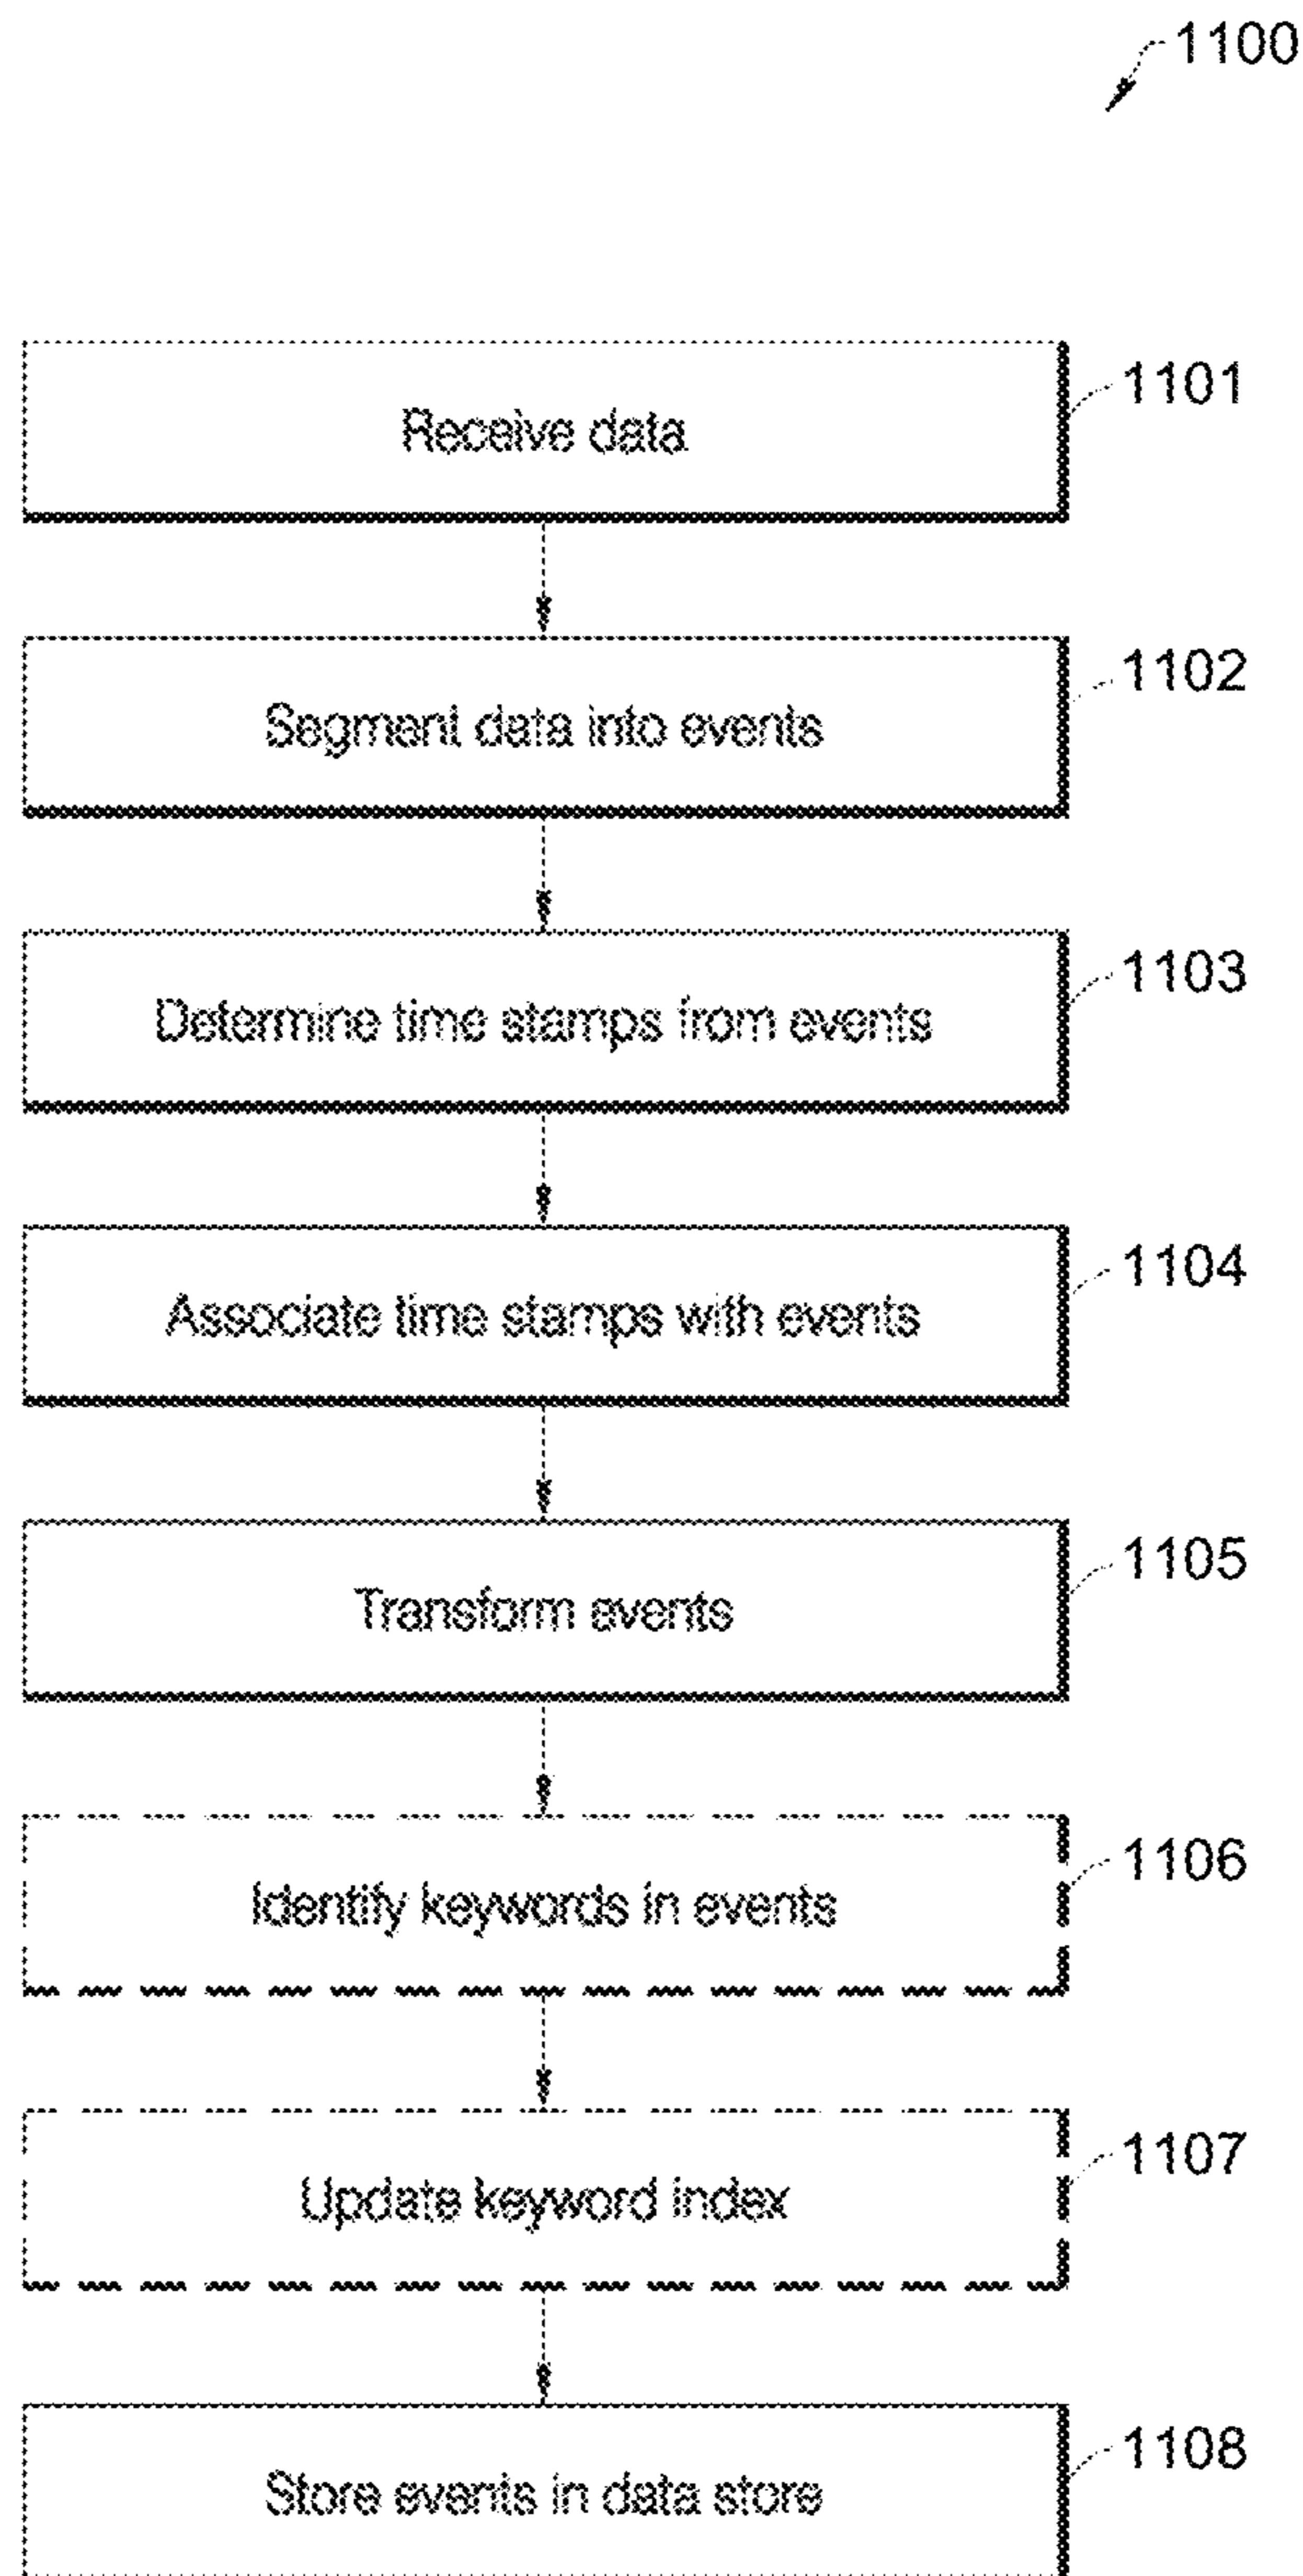 1100
Receive data
1101
Segment data into events
1102
Determine time stamps from events
1103
Associate time stamps with events
1104
Transform events
1105
Identify keywords in events
1106
Update keyword index
1107
Store events in data store
1108